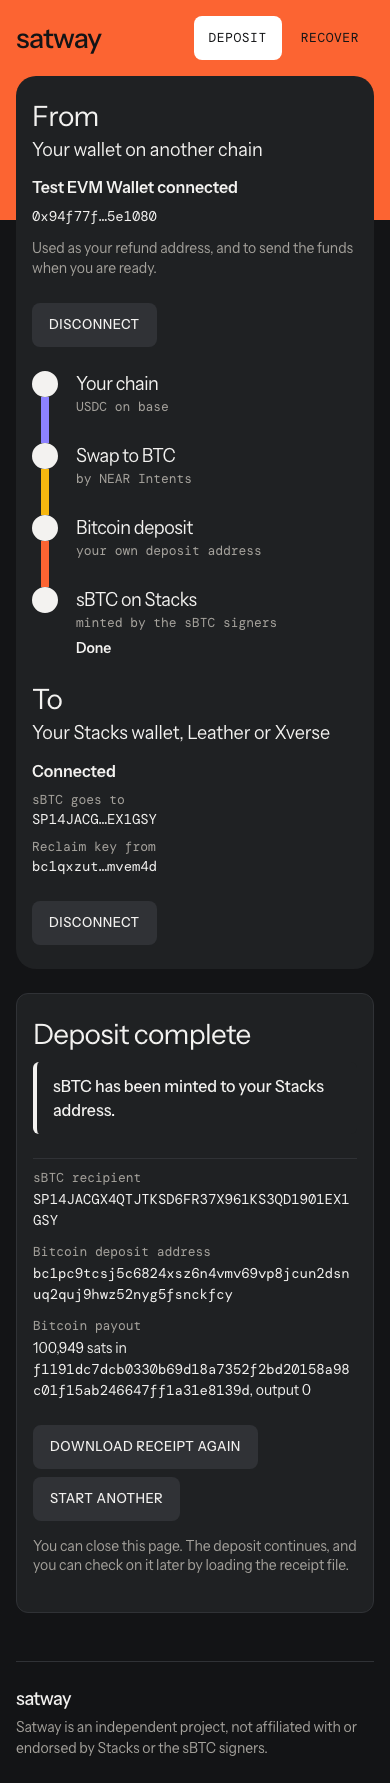 satway
DEPOSIT
RECOVER
From
Your wallet on another chain
Test EVM Wallet connected
0x94f77f…5e1080
Used as your refund address, and to send the funds
when you are ready.
DISCONNECT
Your chain
USDC on base
Swap to BTC
by NEAR Intents
Bitcoin deposit
your own deposit address
sBTC on Stacks
minted by the sBTC signers
Done
To
Your Stacks wallet, Leather or Xverse
Connected
sBTC goes to
SP14JACG…EX1GSY
Reclaim key from
bc1qxzut…mvem4d
DISCONNECT
Deposit complete
sBTC has been minted to your Stacks
address.
sBTC recipient
SP14JACGX4QTJTKSD6FR37X961KS3QD1901EX1
GSY
Bitcoin deposit address
bc1pc9tcsj5c6824xsz6n4vmv69vp8jcun2dsn
uq2quj9hwz52nyg5fsnckfcy
Bitcoin payout
100,949 sats in
f1191dc7dcb0330b69d18a7352f2bd20158a98
c01f15ab246647ff1a31e8139d, output 0
DOWNLOAD RECEIPT AGAIN
START ANOTHER
You can close this page. The deposit continues, and
you can check on it later by loading the receipt file.
satway
Satway is an independent project, not affiliated with or
endorsed by Stacks or the sBTC signers.